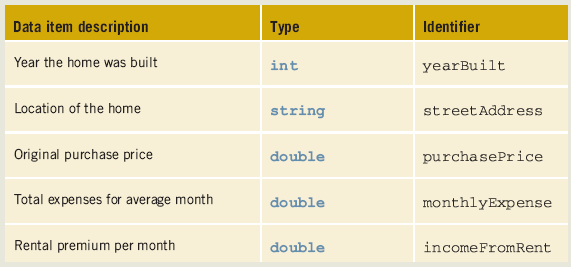 Data item description Type Identifier
Year the home was built int yearBuilt
Location of the home string streetAddress
Original purchase price double purchasePrice
Total expenses for average month double monthlyExpense
Rental premium per month double incomeFromRent